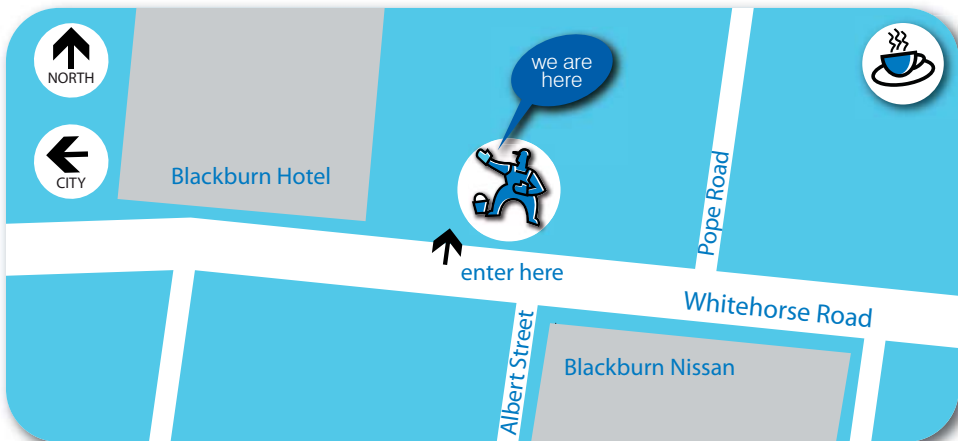 NORTH
CITY
we are
here
Blackburn Hotel
Pope Road
enter here
Whitehorse Road
Albert Street
Blackburn Nissan